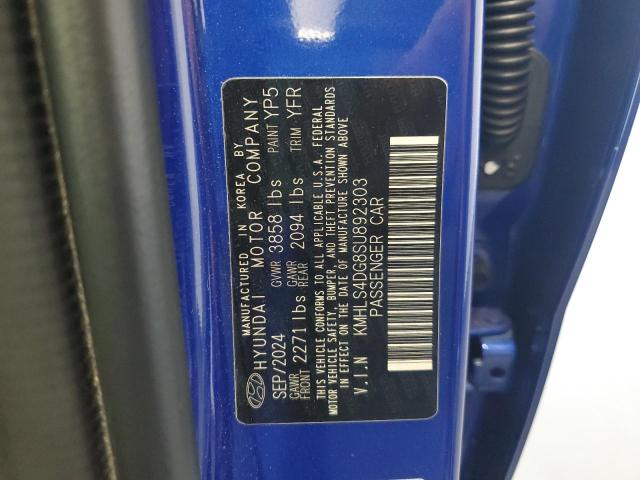 MANUFACTURED IN KOREA BY
HYUNDAI MOTOR COMPANY
SEP/2024 GVWR 3858 lbs PAINT YP5
GAWR FRONT 2271 lbs GAWR REAR 2094 lbs TRIM YFR
THIS VEHICLE CONFORMS TO ALL APPLICABLE U.S.A. FEDERAL
MOTOR VEHICLE SAFETY, BUMPER, AND THEFT PREVENTION STANDARDS
IN EFFECT ON THE DATE OF MANUFACTURE SHOWN ABOVE
V.I.N KMHLS4DG8SU892303
PASSENGER CAR